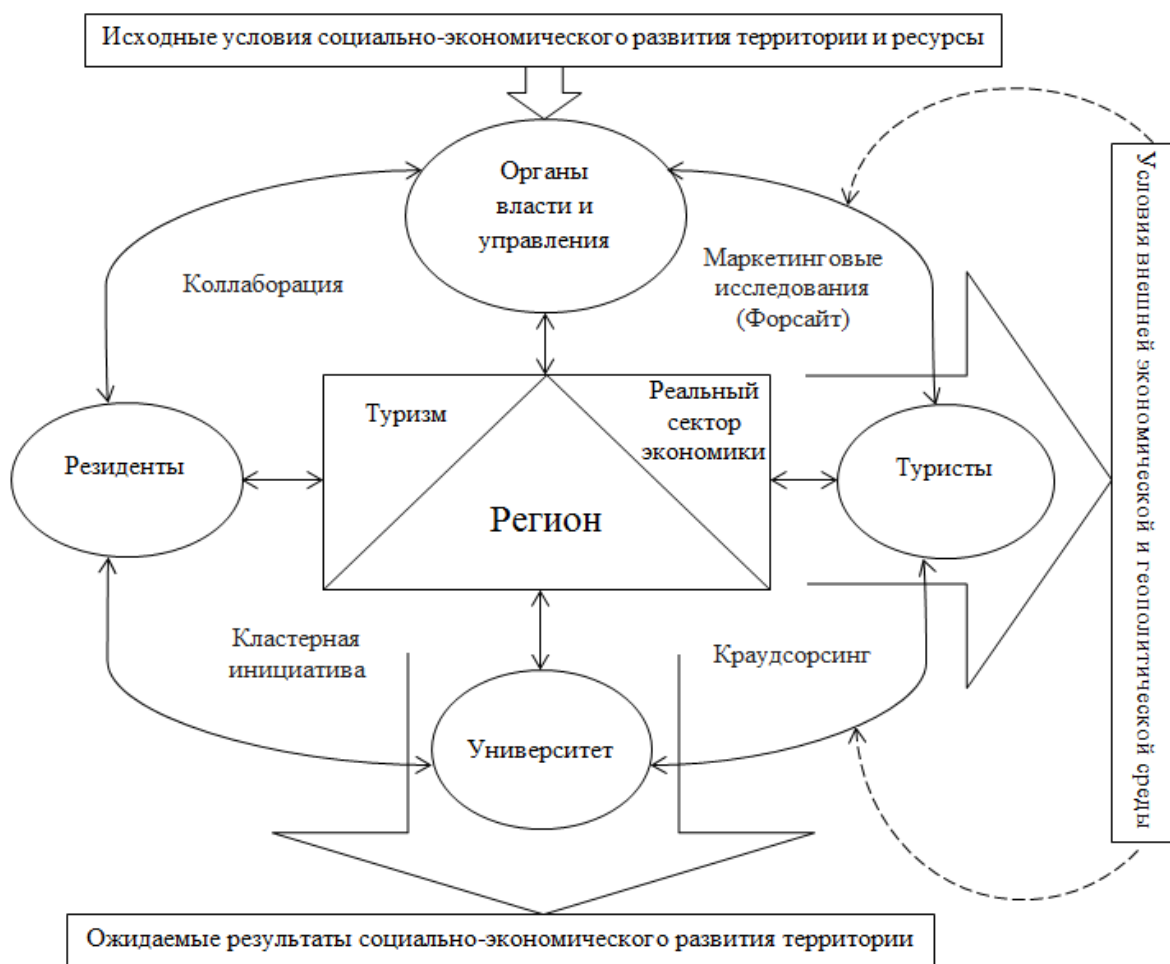 Исходные условия социально-экономического развития территории и ресурсы
Органы
власти и
управления
Коллаборация
Маркетинговые
исследования
(Форсайт)
Туризм
Реальный
сектор
экономики
Резиденты
Регион
Туристы
Условия внешней экономической и геополитической среды
Кластерная
инициатива
Краудсорсинг
Университет
Ожидаемые результаты социально-экономического развития территории